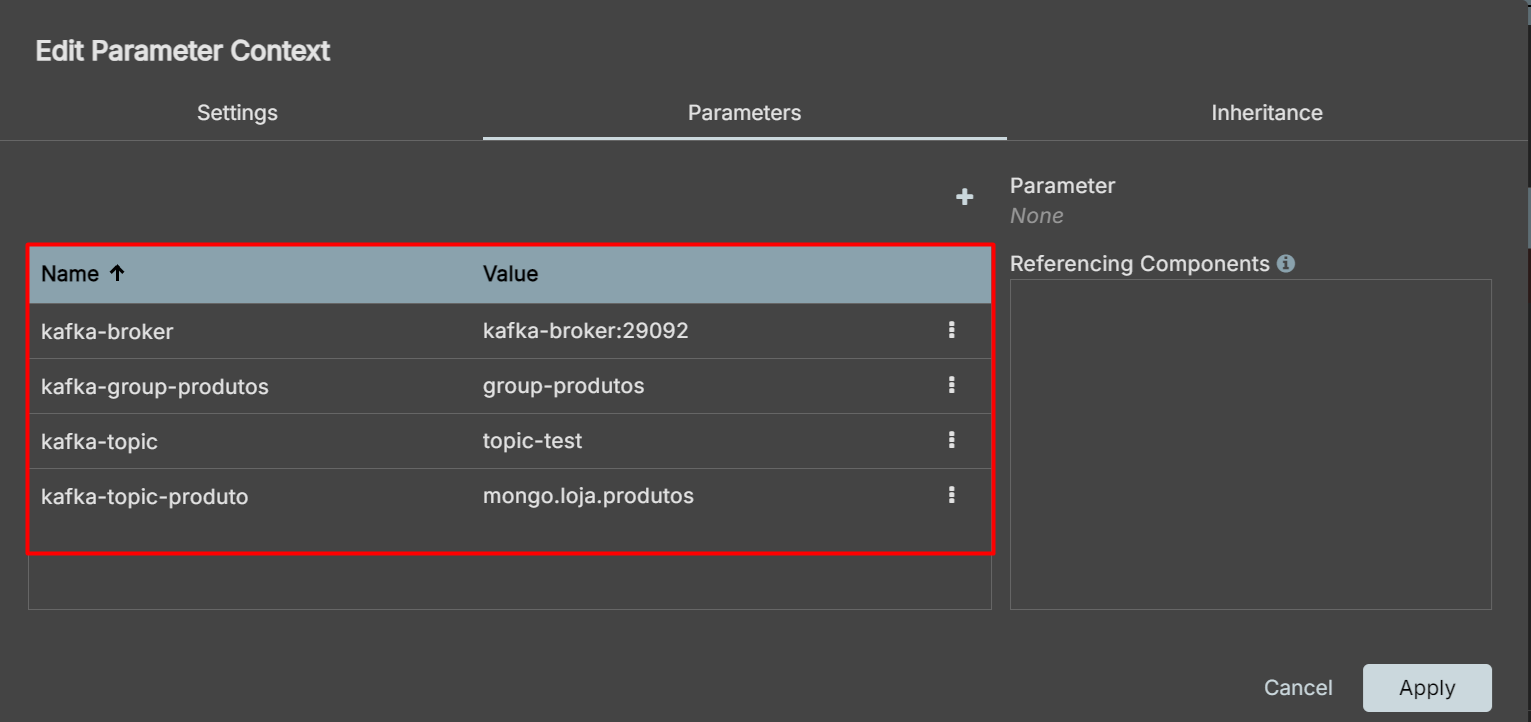 Edit Parameter Context
Settings Parameters Inheritance
Parameter
None
Referencing Components
Name Value
kafka-broker kafka-broker:29092
kafka-group-produtos group-produtos
kafka-topic topic-test
kafka-topic-produto mongo.loja.produtos
Cancel Apply